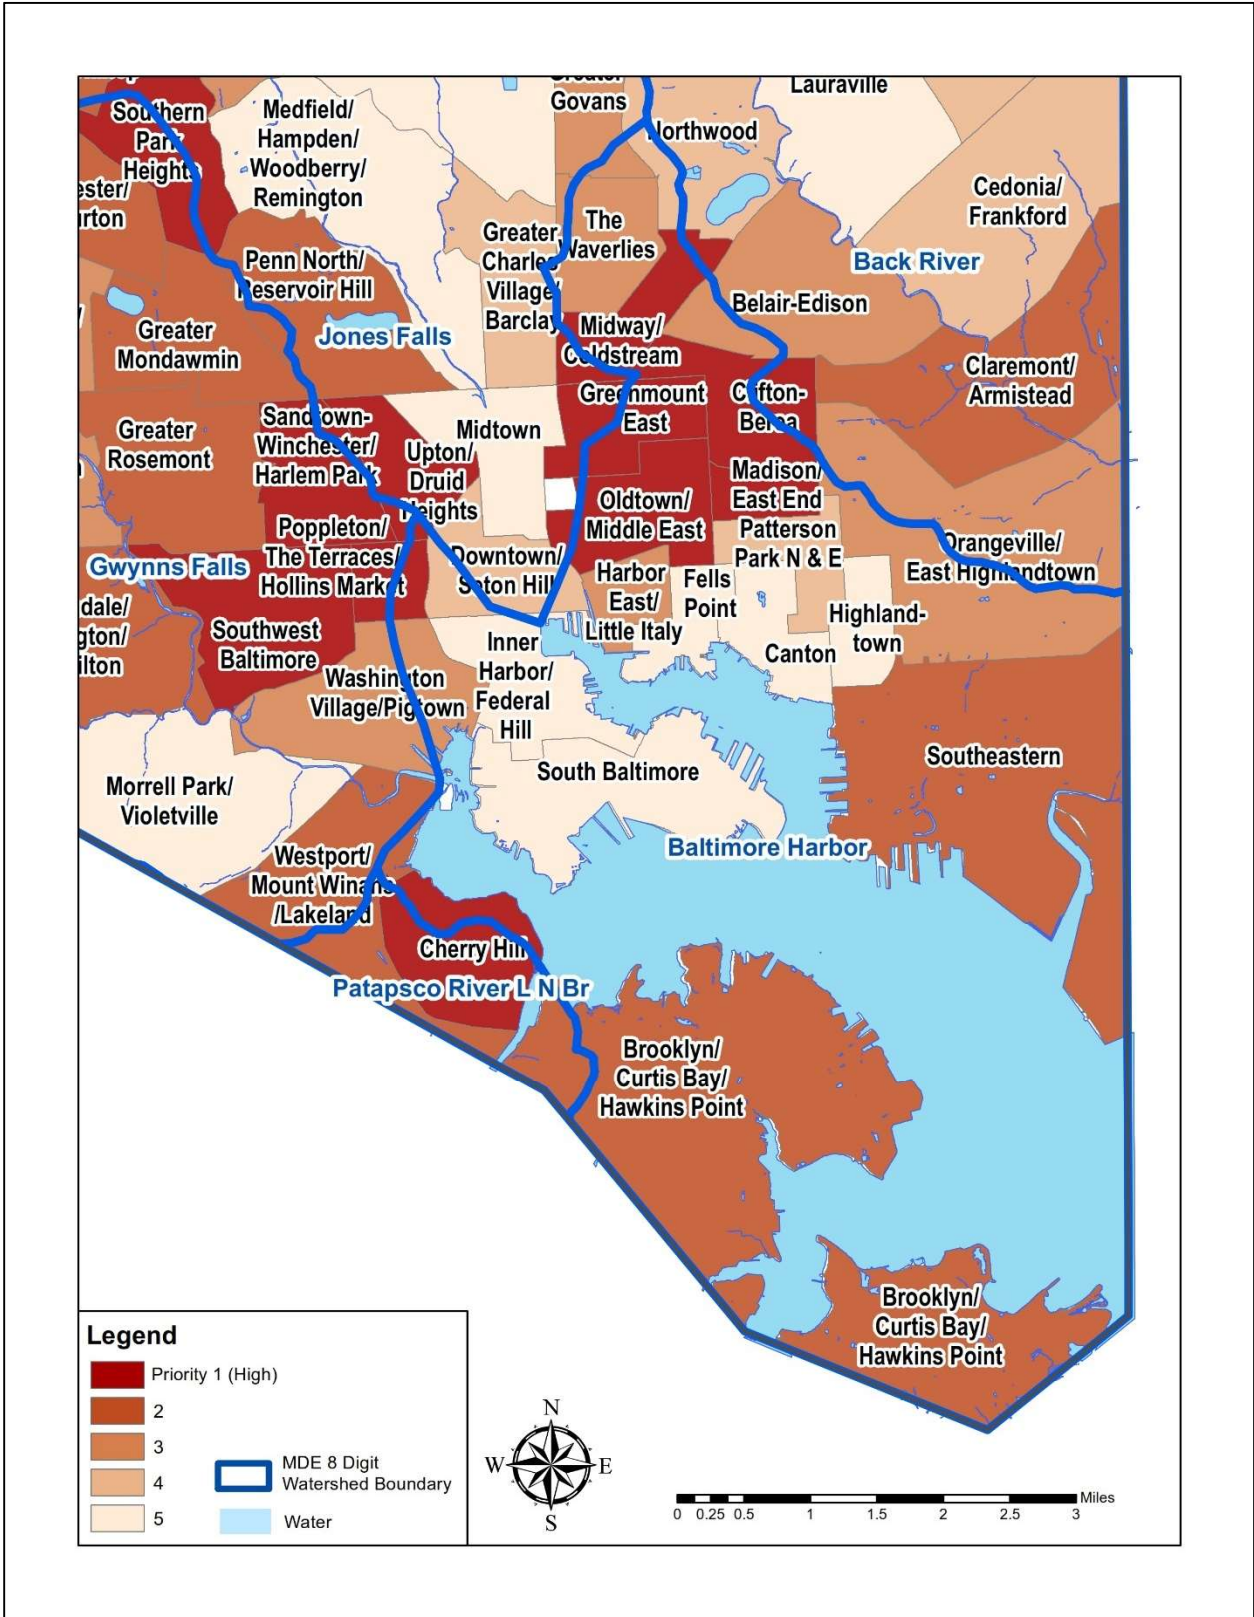 Southern
Park
Heights
Medfield/
Hampden/
Woodberry/
Remington
Govans
Northwood
Lauraville
Cedonia/
Frankford
Greater
Charles
Village/
Barclay
The
Waverlies
Back River
Penn North/
Reservoir Hill
Jones Falls
Belair-Edison
Greater
Mondawmin
Midway/
Coldstream
Claremont/
Armistead
Greenmount
East
Clifton-
Berea
Greater
Rosemont
Sandtown-
Winchester/
Harlem Park
Upton/
Druid
Heights
Midtown
Madison/
East End
Oldtown/
Middle East
Patterson
Park N & E
Poppleton/
The Terraces/
Hollins Market
Downtown/
Seton Hill
Orangeville/
East Highlandtown
Gwynns Falls
Harbor
East/
Little Italy
Fells
Point
Highland-
town
dale/
gton/
ilton
Southwest
Baltimore
Inner
Harbor/
Federal
Hill
Canton
Washington
Village/Pigtown
Southeastern
South Baltimore
Morrell Park/
Violetville
Baltimore Harbor
Westport/
Mount Winans
/Lakeland
Cherry Hill
Patapsco River L N Br
Brooklyn/
Curtis Bay/
Hawkins Point
Brooklyn/
Curtis Bay/
Hawkins Point
Legend
Priority 1 (High)
2
3
4
5
MDE 8 Digit
Watershed Boundary
Water
N
W E
S
Miles
0 0.25 0.5 1 1.5 2 2.5 3